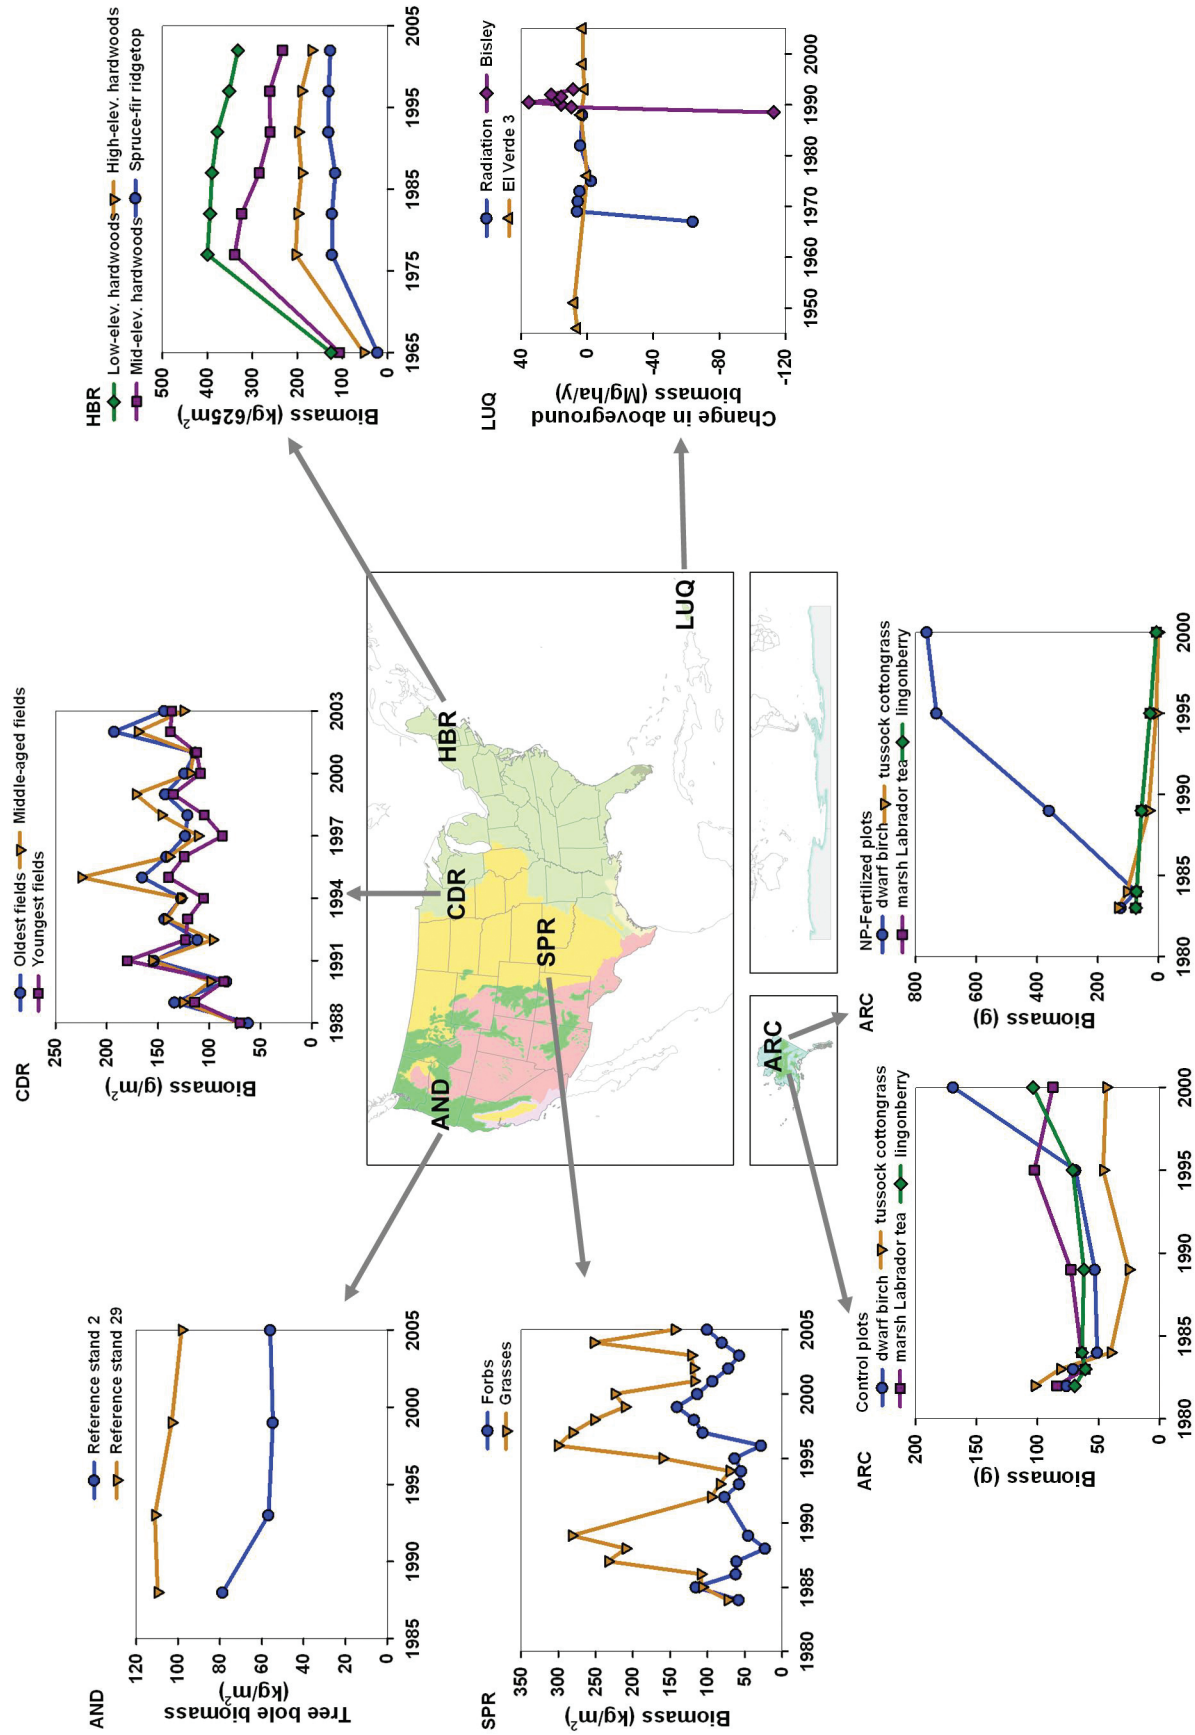 AND
Reference stand 2
Reference stand 29
Tree bole biomass
(kg/m²)
120
100
80
60
40
20
0
1985
1990
1995
2000
2005
CDR
Oldest fields
Middle-aged fields
Youngest fields
Biomass (g/m²)
250
200
150
100
50
0
1988
1991
1994
1997
2000
2003
HBR
Low-elev. hardwoods
High-elev. hardwoods
Mid-elev. hardwoods
Spruce-fir ridgetop
Biomass (kg/625m²)
500
400
300
200
100
0
1965
1975
1985
1995
2005
SPR
Forbs
Grasses
Biomass (kg/m²)
350
300
250
200
150
100
50
0
1980
1985
1990
1995
2000
2005
AND
CDR
HBR
SPR
LUQ
ARC
LUQ
Radiation
Bisley
El Verde 3
Change in aboveground
biomass (Mg/ha/y)
40
0
-40
-80
-120
1950
1960
1970
1980
1990
2000
ARC
Control plots
dwarf birch
tussock cottongrass
marsh Labrador tea
lingonberry
Biomass (g)
200
100
50
0
1980
1985
1990
1995
2000
ARC
NP-Fertilized plots
dwarf birch
tussock cottongrass
marsh Labrador tea
lingonberry
Biomass (g)
800
600
400
200
0
1980
1985
1990
1995
2000